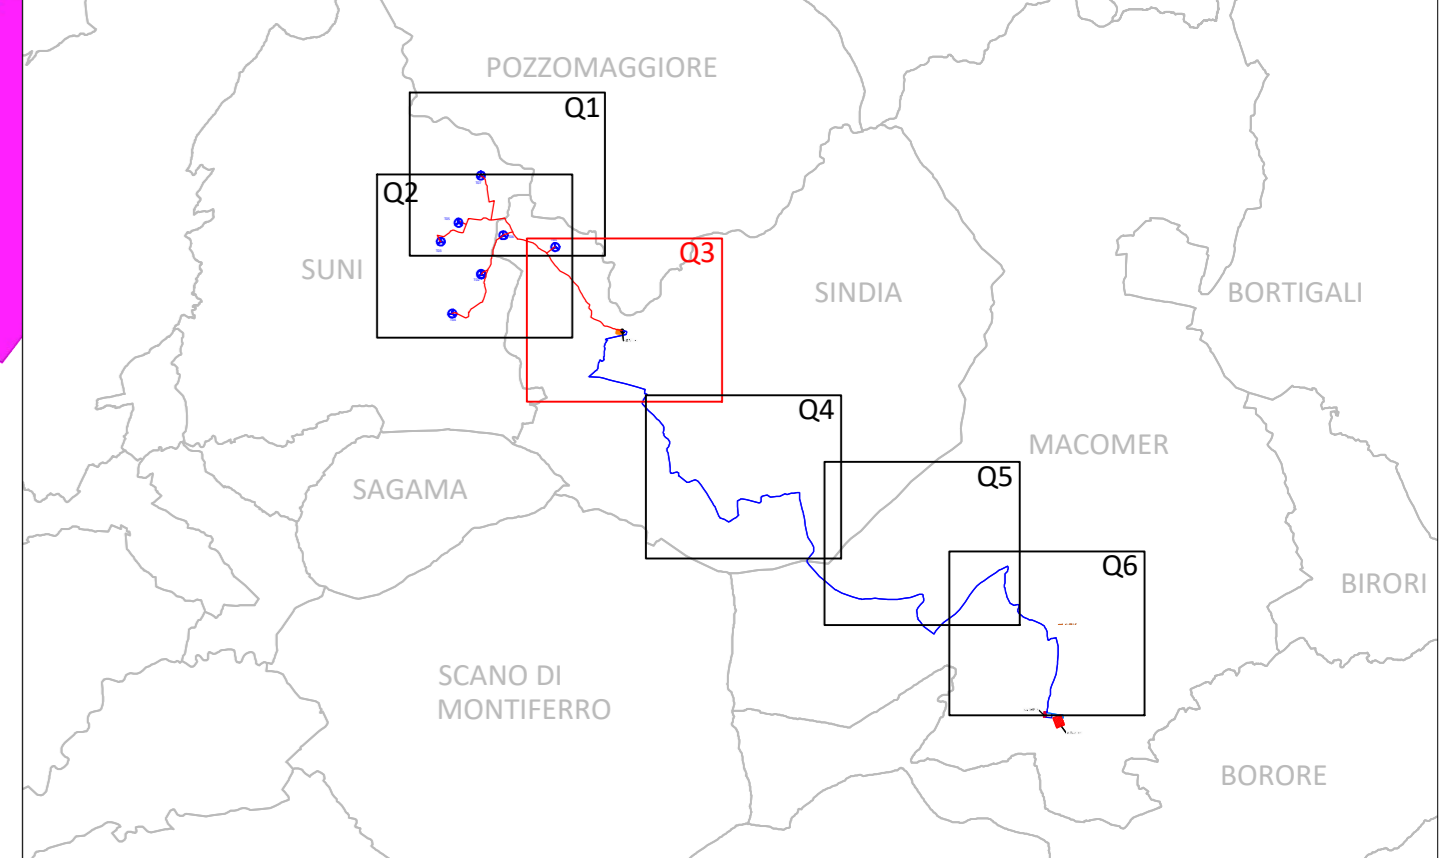 POZZOMAGGIORE
Q1
Q2
Q3
SUNI
SINDIA
BORTIGALI
Q4
MACOMER
Q5
SAGAMA
Q6
BIRORI
SCANO DI
MONTIFERRO
BORORE